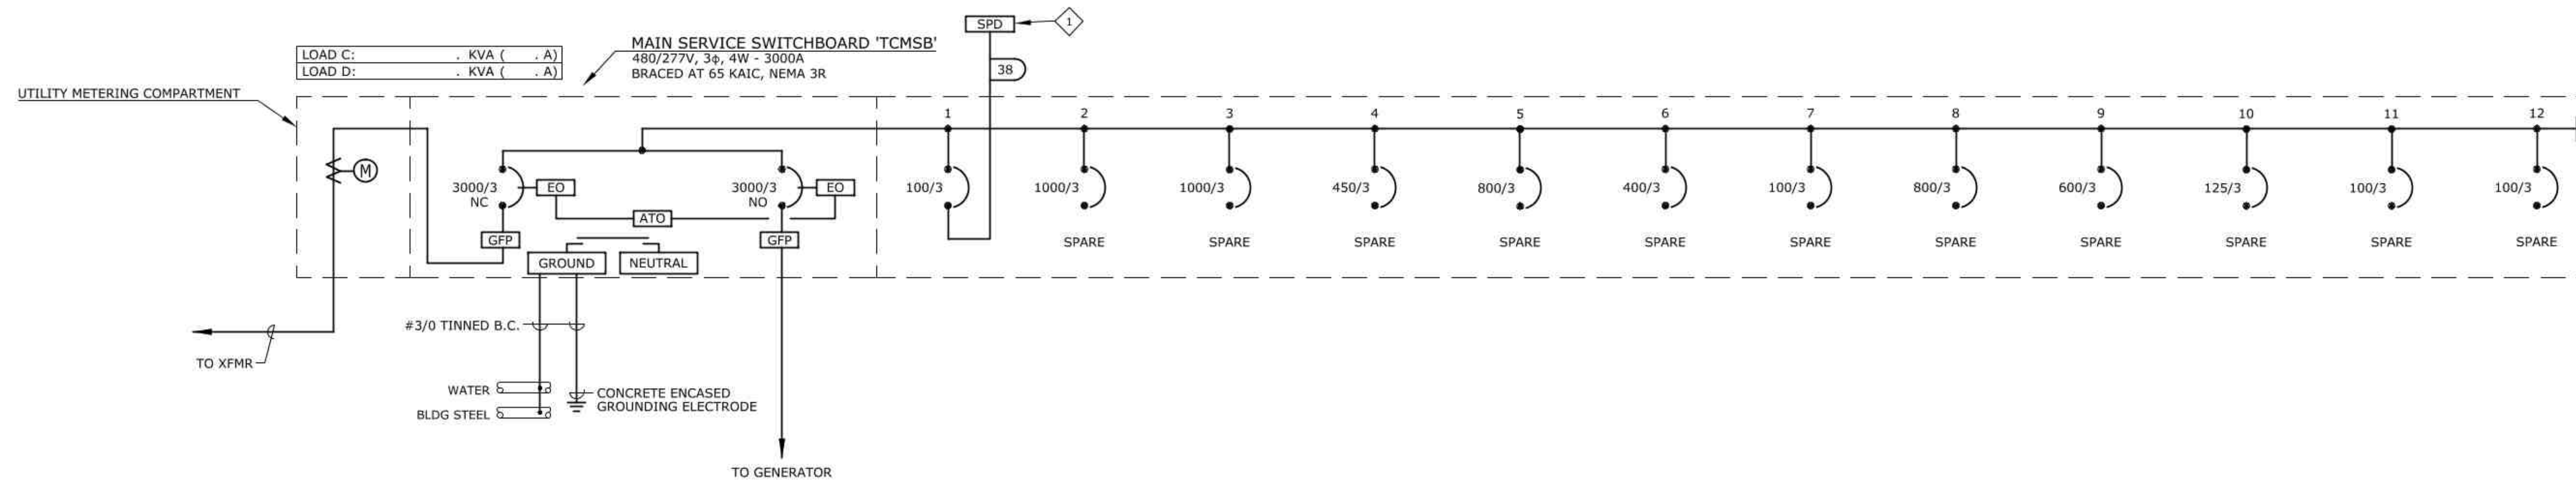 SPD
1
MAIN SERVICE SWITCHBOARD 'TCMSB'
480/277V, 3ϕ, 4W - 3000A
BRACED AT 65 KAIC, NEMA 3R
LOAD C: . KVA ( . A)
LOAD D: . KVA ( . A)
38
UTILITY METERING COMPARTMENT
1 2 3 4 5 6 7 8 9 10 11 12
M
3000/3
NC
EO
3000/3
NO
EO
100/3 1000/3 1000/3 450/3 800/3 400/3 100/3 800/3 600/3 125/3 100/3 100/3
ATO
GFP
GFP
SPARE SPARE SPARE SPARE SPARE SPARE SPARE SPARE SPARE SPARE SPARE
GROUND
NEUTRAL
#3/0 TINNED B.C.
TO XFMR
WATER
BLDG STEEL
CONCRETE ENCASED
GROUNDING ELECTRODE
TO GENERATOR